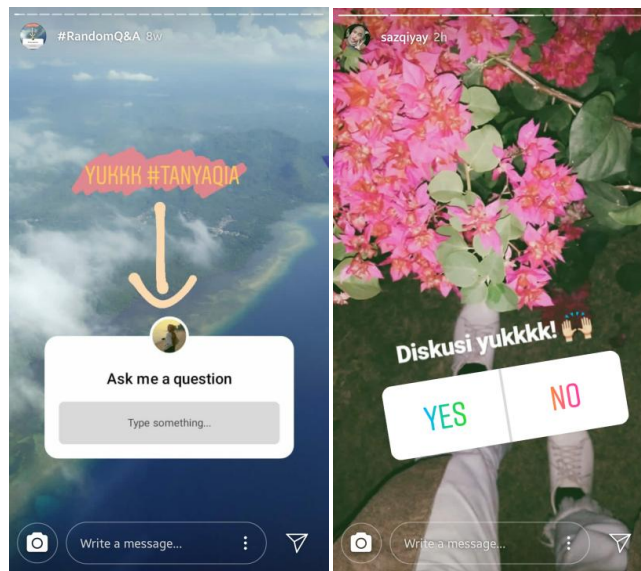 #RandomQ&A 8w
YUKKK #TANYAQIA
Ask me a question
Type something...
Write a message...
sazqiyay 2h
Diskusi yukkkk! 🙌
YES NO
Write a message...